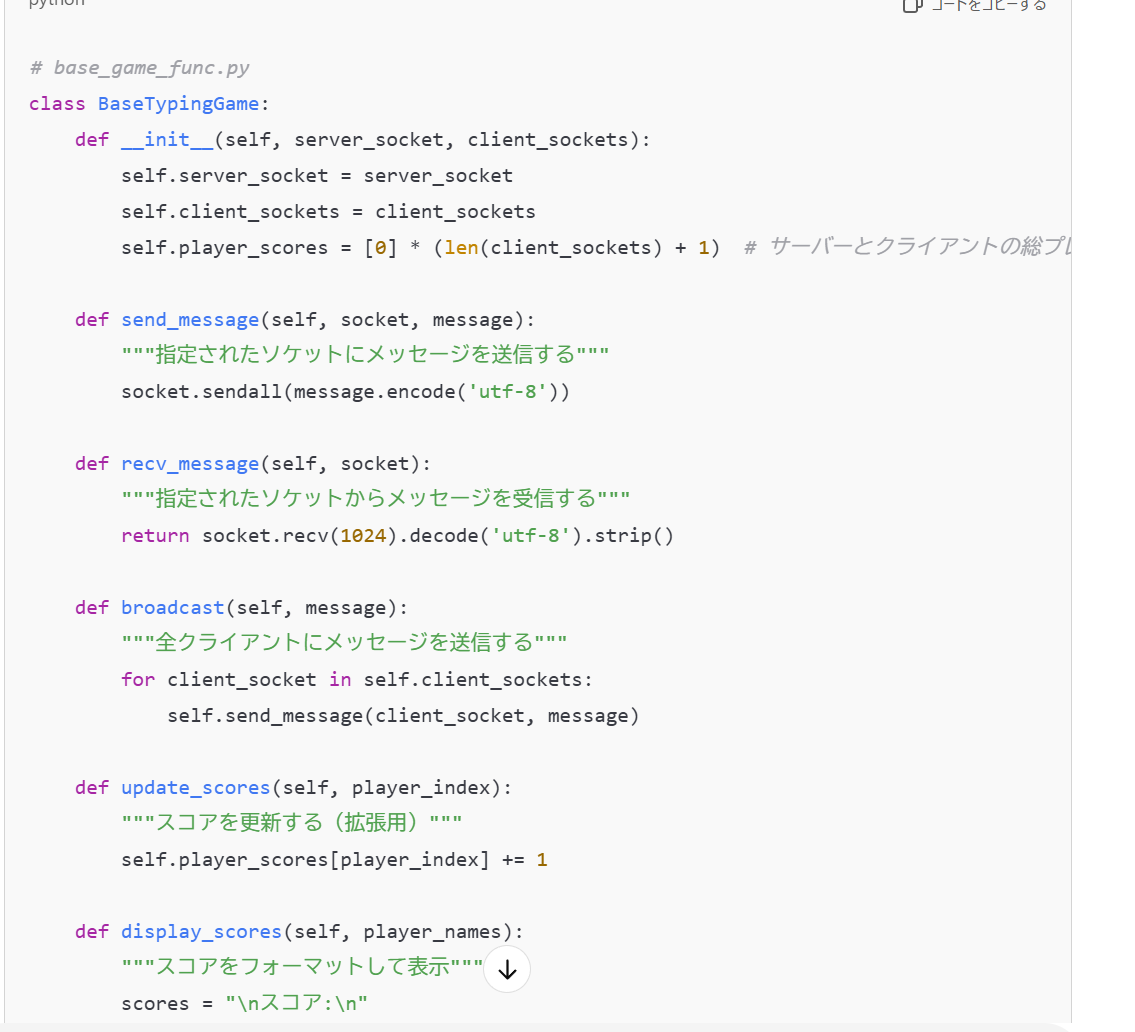 python
コードをコピーする
# base_game_func.py
class BaseTypingGame:
    def __init__(self, server_socket, client_sockets):
        self.server_socket = server_socket
        self.client_sockets = client_sockets
        self.player_scores = [0] * (len(client_sockets) + 1)  # サーバーとクライアントの総プレ
    def send_message(self, socket, message):
        """指定されたソケットにメッセージを送信する"""
        socket.sendall(message.encode('utf-8'))
    def recv_message(self, socket):
        """指定されたソケットからメッセージを受信する"""
        return socket.recv(1024).decode('utf-8').strip()
    def broadcast(self, message):
        """全クライアントにメッセージを送信する"""
        for client_socket in self.client_sockets:
            self.send_message(client_socket, message)
    def update_scores(self, player_index):
        """スコアを更新する（拡張用）"""
        self.player_scores[player_index] += 1
    def display_scores(self, player_names):
        """スコアをフォーマットして表示"""
        scores = "\nスコア:\n"